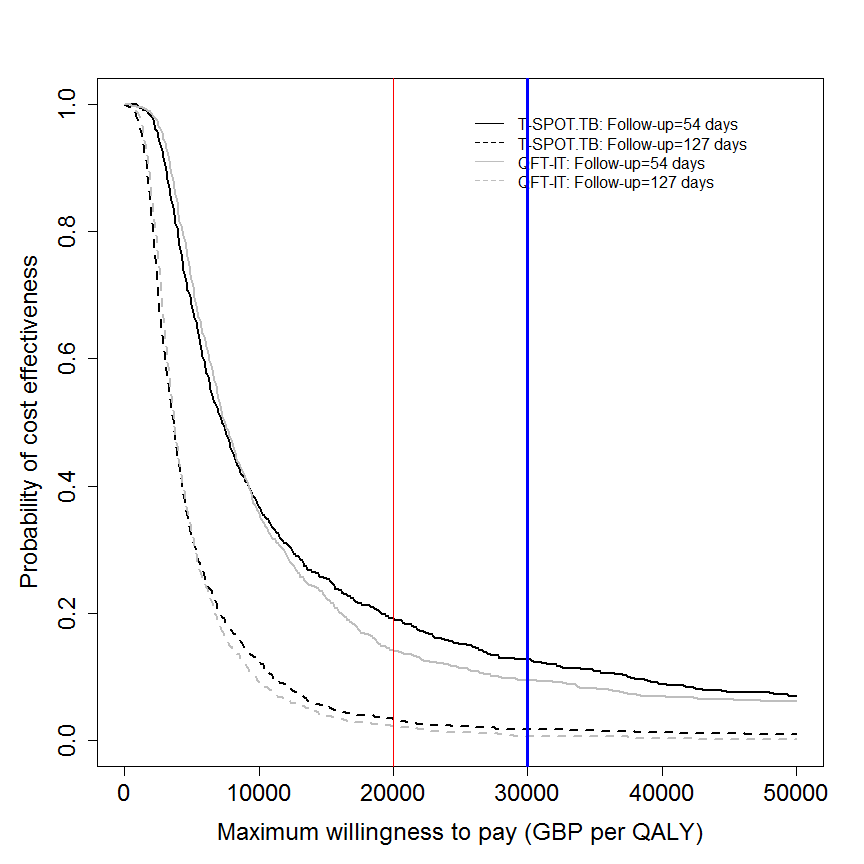 T-SPOT.TB: Follow-up=54 days
T-SPOT.TB: Follow-up=127 days
QFT-IT: Follow-up=54 days
QFT-IT: Follow-up=127 days
Probability of cost effectiveness
1.0
0.8
0.6
0.4
0.2
0.0
0
10000
20000
30000
40000
50000
Maximum willingness to pay (GBP per QALY)